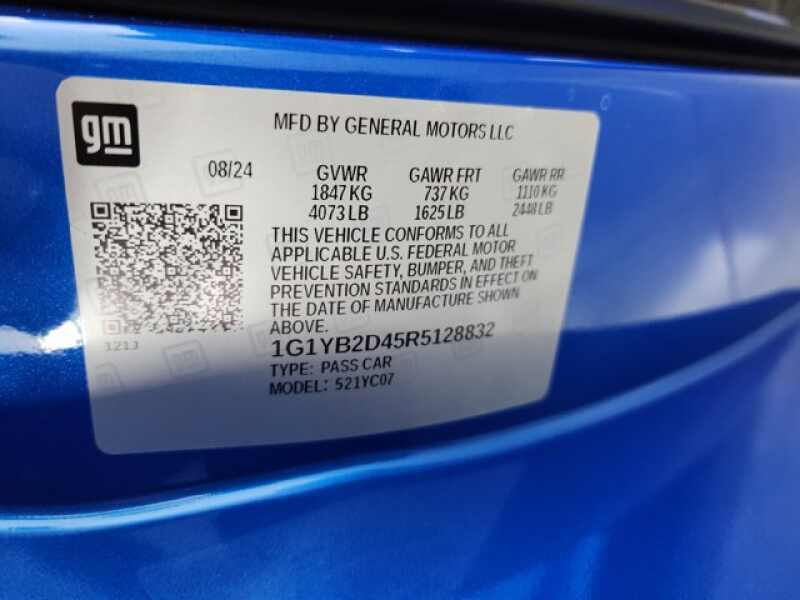 gm
MFD BY GENERAL MOTORS LLC
08/24 GVWR GAWR FRT GAWR RR
1847 KG 737 KG 1110 KG
4073 LB 1625 LB 2448 LB
THIS VEHICLE CONFORMS TO ALL
APPLICABLE U.S. FEDERAL MOTOR
VEHICLE SAFETY, BUMPER, AND THEFT
PREVENTION STANDARDS IN EFFECT ON
THE DATE OF MANUFACTURE SHOWN
ABOVE.
121J
1G1YB2D45R5128832
TYPE: PASS CAR
MODEL: 521YC07